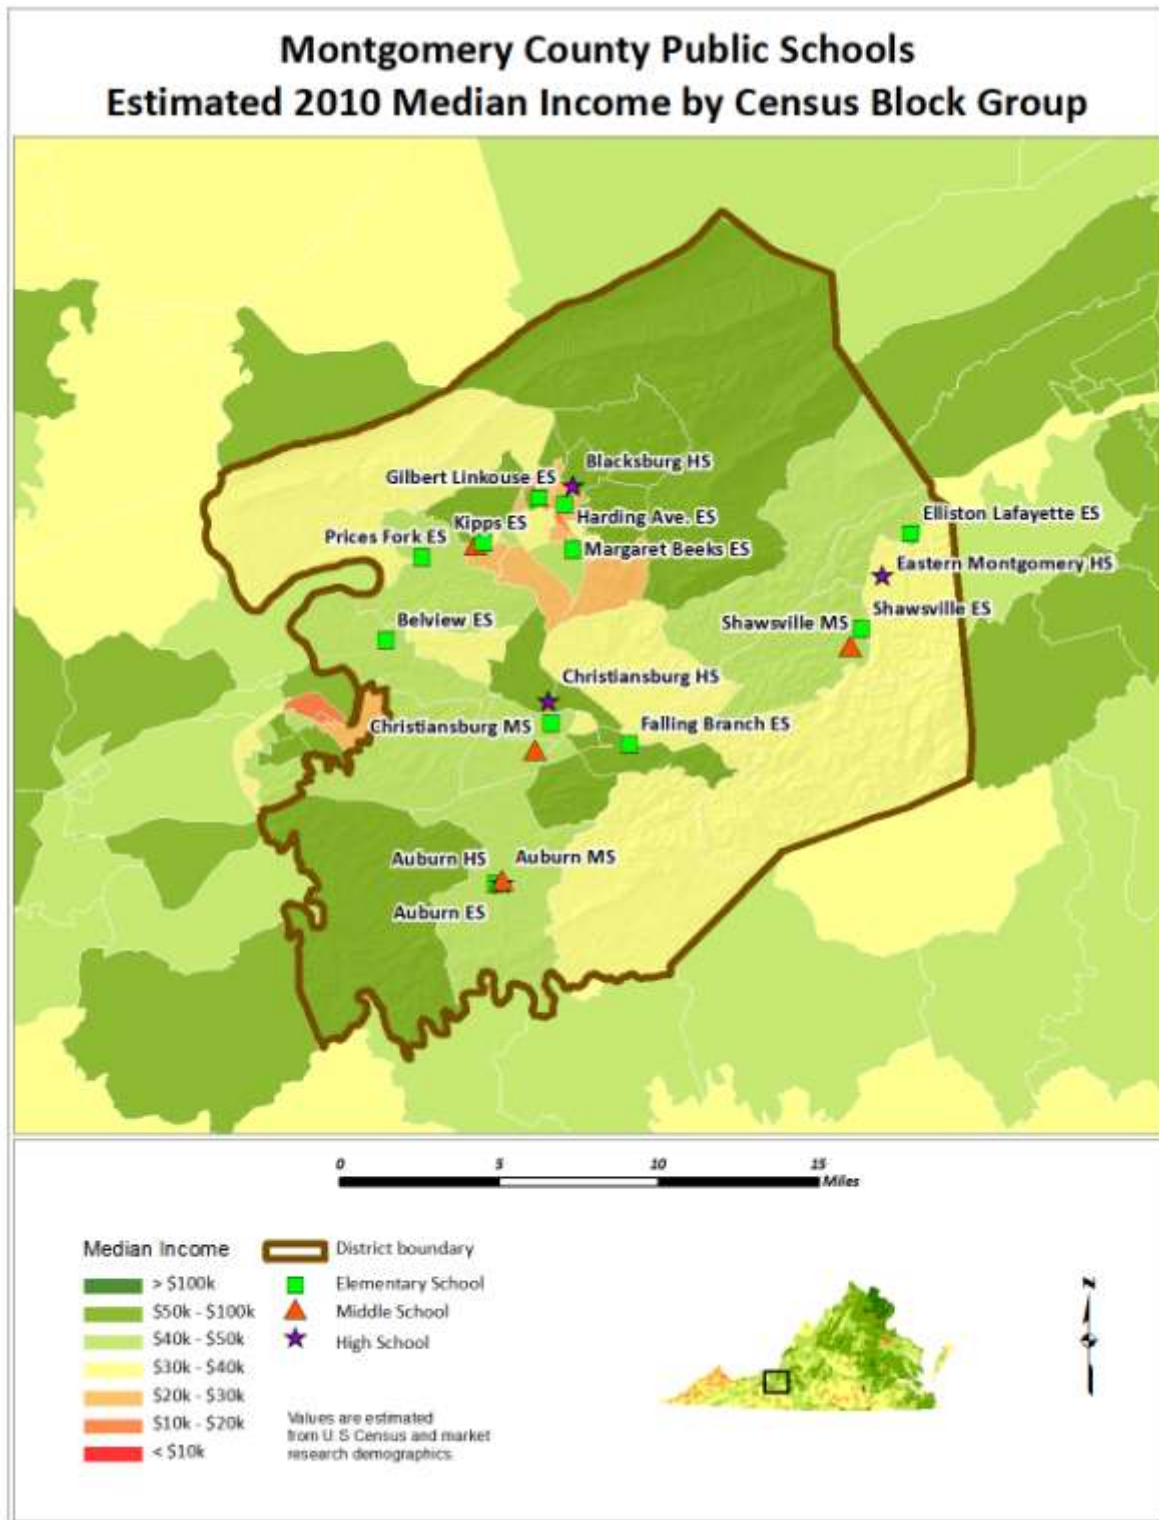 Montgomery County Public Schools
Estimated 2010 Median Income by Census Block Group
Blacksburg HS
Gilbert Linkouse ES
Elliston Lafayette ES
Harding Ave. ES
Kipps ES
Prices Fork ES
Margaret Beeks ES
Eastern Montgomery HS
Shawsville ES
Belview ES
Shawsville MS
Christiansburg HS
Christiansburg MS
Falling Branch ES
Auburn HS
Auburn MS
Auburn ES
0 5 10 15
Miles
Median Income
> $100k
$50k - $100k
$40k - $50k
$30k - $40k
$20k - $30k
$10k - $20k
< $10k
District boundary
Elementary School
Middle School
High School
Values are estimated
from U.S Census and market
research demographics.
N